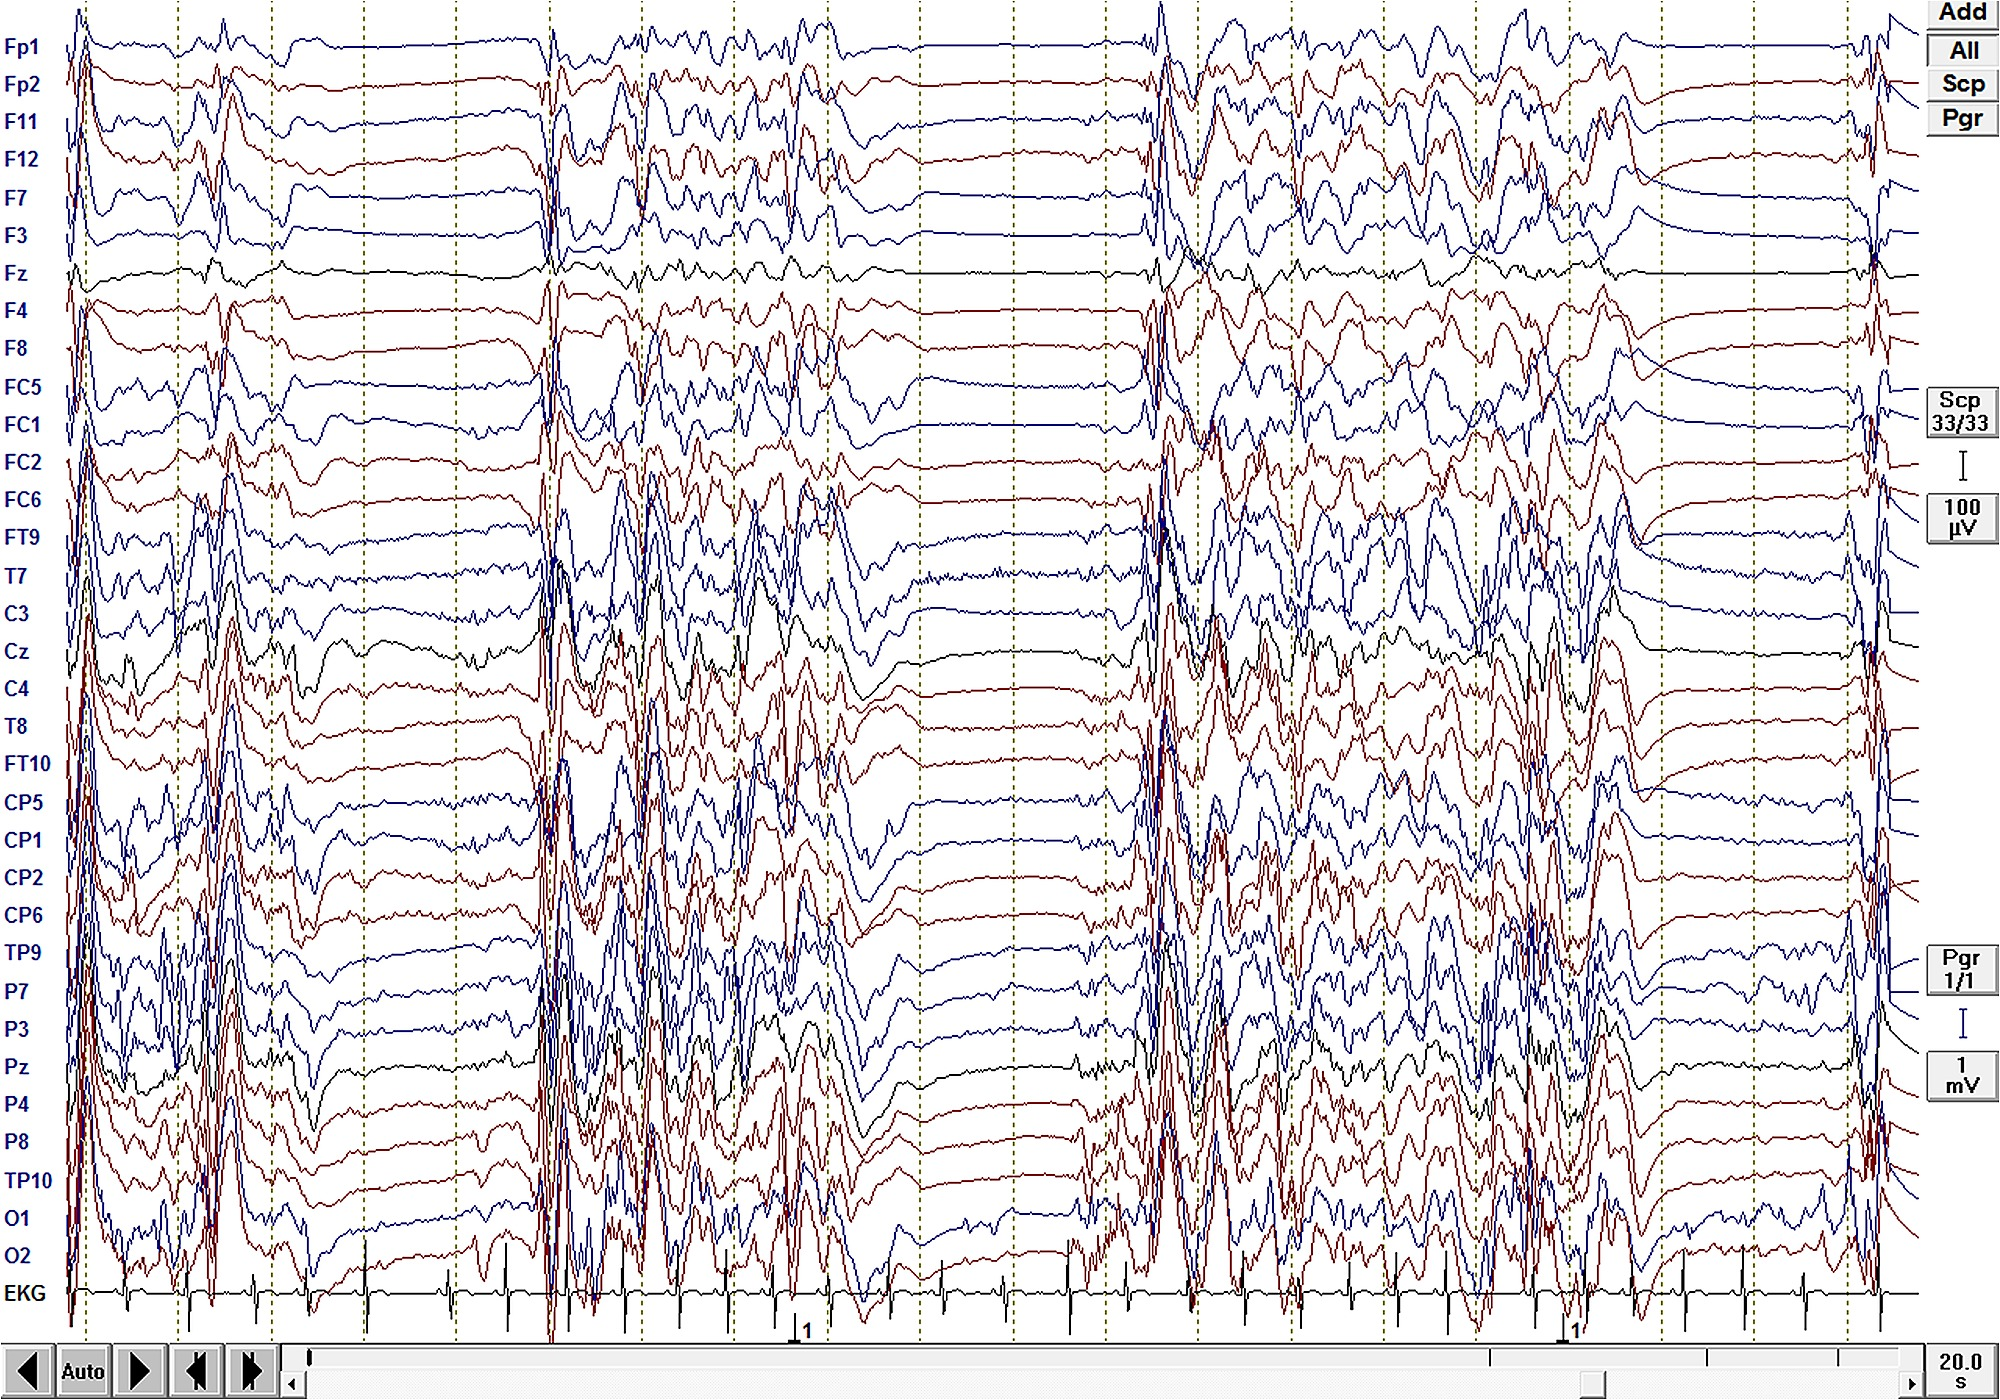 Fp1
Fp2
F11
F12
F7
F3
Fz
F4
F8
FC5
FC1
FC2
FC6
FT9
T7
C3
Cz
C4
T8
FT10
CP5
CP1
CP2
CP6
TP9
P7
P3
Pz
P4
P8
TP10
O1
O2
EKG
1
1
Auto
Add
All
Scp
Pgr
Scp
33/33
100
µV
Pgr
1/1
1
mV
20.0
s